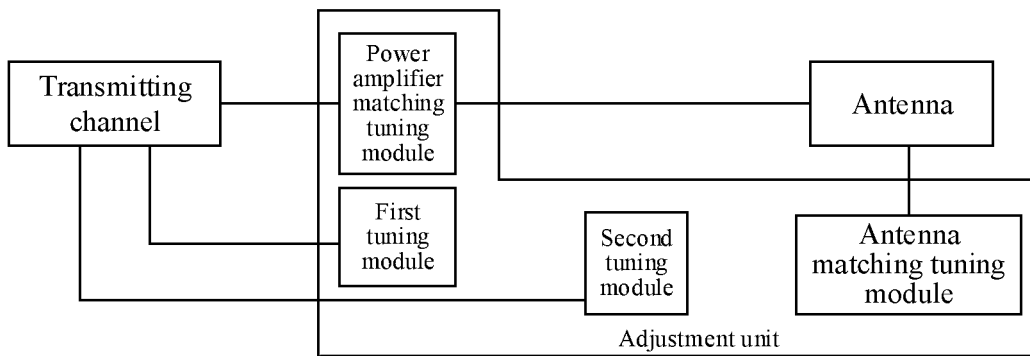 Transmitting
channel
Power
amplifier
matching
tuning
module
Antenna
First
tuning
module
Second
tuning
module
Antenna
matching tuning
module
Adjustment unit